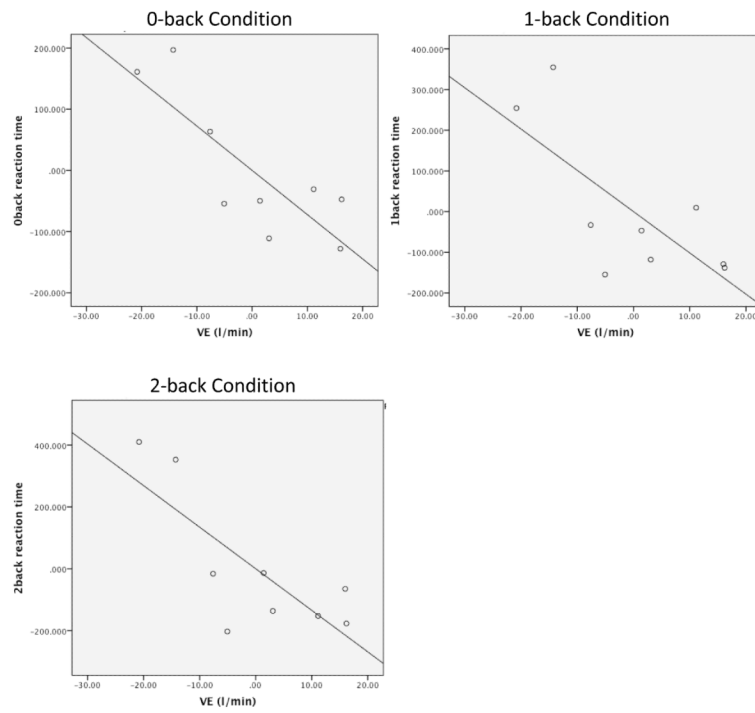 0-back Condition
200.000
100.000
.000
-100.000
-200.000
0back reaction time
-30.00 -20.00 -10.00 .00 10.00 20.00
VE (l/min)
1-back Condition
400.000
300.000
200.000
100.000
.000
-100.000
-200.000
1back reaction time
-30.00 -20.00 -10.00 .00 10.00 20.00
VE (l/min)
2-back Condition
400.000
200.000
.000
-200.000
2back reaction time
-30.00 -20.00 -10.00 .00 10.00 20.00
VE (l/min)